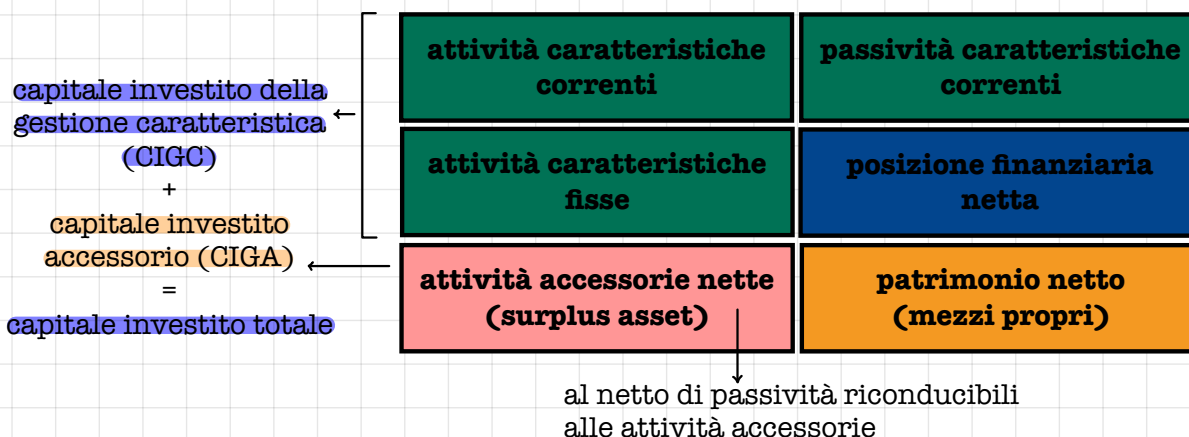 capitale investito della
gestione caratteristica
(CIGC)
+
capitale investito
accessorio (CIGA)
=
capitale investito totale
attività caratteristiche
correnti
passività caratteristiche
correnti
attività caratteristiche
fisse
posizione finanziaria
netta
attività accessorie nette
(surplus asset)
patrimonio netto
(mezzi propri)
al netto di passività riconducibili
alle attività accessorie